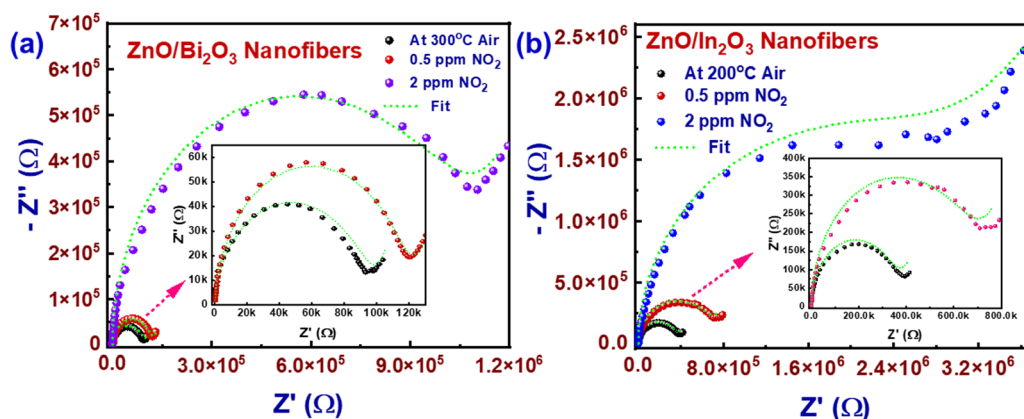 (a)
ZnO/Bi₂O₃ Nanofibers
At 300°C Air
0.5 ppm NO₂
2 ppm NO₂
Fit
7×10⁵
6×10⁵
5×10⁵
4×10⁵
3×10⁵
2×10⁵
1×10⁵
0
- Z'' (Ω)
0.0
3.0×10⁵
6.0×10⁵
9.0×10⁵
1.2×10⁶
Z' (Ω)
60k
50k
40k
30k
20k
10k
0
Z'' (Ω)
0
20k
40k
60k
80k
100k
120k
Z' (Ω)
(b)
ZnO/In₂O₃ Nanofibers
At 200°C Air
0.5 ppm NO₂
2 ppm NO₂
Fit
2.5×10⁶
2.0×10⁶
1.5×10⁶
1.0×10⁶
5.0×10⁵
0.0
- Z'' (Ω)
0.0
8.0×10⁵
1.6×10⁶
2.4×10⁶
3.2×10⁶
Z' (Ω)
400k
350k
300k
250k
200k
150k
100k
50k
0
Z'' (Ω)
0.0
200.0k
400.0k
600.0k
800.0k
Z' (Ω)